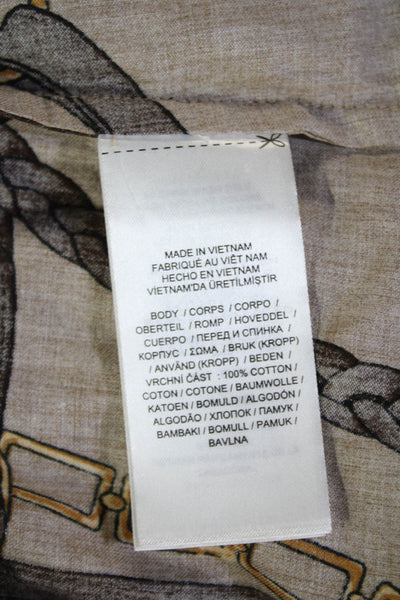 MADE IN VIETNAM
FABRIQUÉ AU VIÊT NAM
HECHO EN VIETNAM
VİETNAM'DA ÜRETİLMİŞTİR
BODY / CORPS / CORPO /
OBERTEIL / ROMP / HOVEDDEL /
CUERPO / ПЕРЕД И СПИНКА /
КОРПУС / ΣΩΜΑ / BRUK (KROPP)
/ ANVÄND (KROPP) / BEDEN /
VRCHNÍ ČÁST : 100% COTTON/
COTON / COTONE / BAUMWOLLE /
KATOEN / BOMULD / ALGODÓN /
ALGODÃO / ХЛОПОК / ПАМУК /
BAMBAKI / BOMULL / PAMUK /
BAVLNA